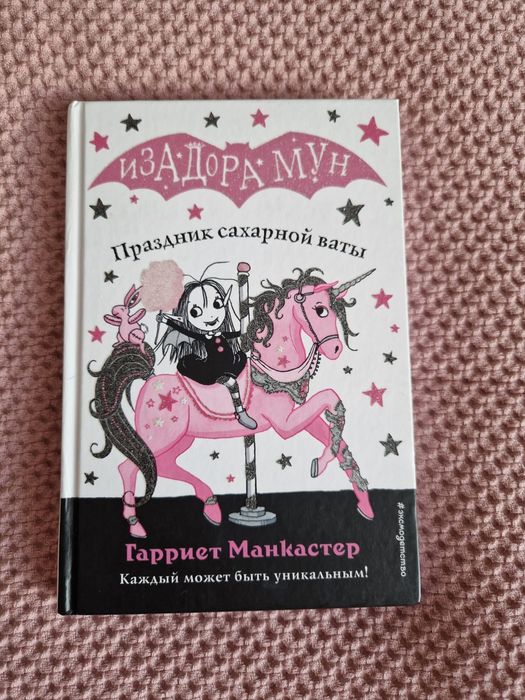 ИЗАДОРА МУН
Праздник сахарной ваты
Гарриет Манкастер
Каждый может быть уникальным!
#эксмодетство